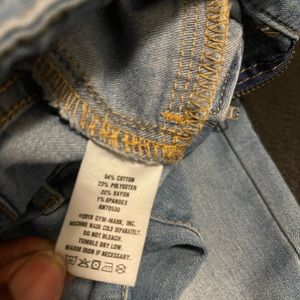 54% COTTON
23% POLYESTER
22% RAYON
1% SPANDEX
RN70550
©2018 GYM-MARK, INC.
MACHINE WASH COLD SEPARATELY.
DO NOT BLEACH.
TUMBLE DRY LOW.
WARM IRON IF NECESSARY.